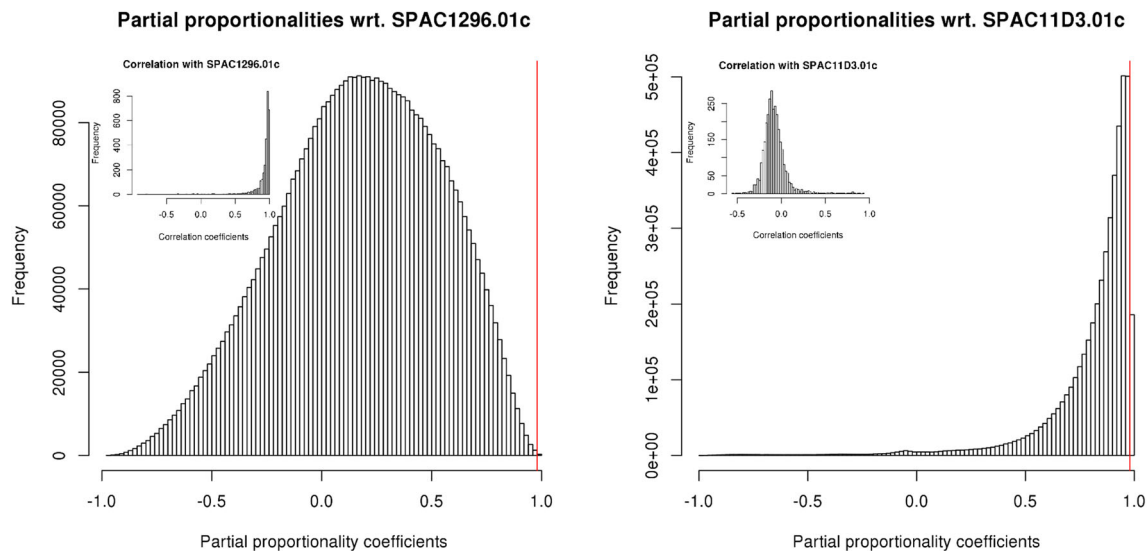 Partial proportionalities wrt. SPAC1296.01c
Correlation with SPAC1296.01c
Frequency
0 200 400 600 800
-0.5 0.0 0.5 1.0
Correlation coefficients
Frequency
0 20000 40000 60000 80000
-1.0 -0.5 0.0 0.5 1.0
Partial proportionality coefficients
Partial proportionalities wrt. SPAC11D3.01c
Correlation with SPAC11D3.01c
Frequency
0 50 150 250
-0.5 0.0 0.5 1.0
Correlation coefficients
Frequency
0e+00 1e+05 2e+05 3e+05 4e+05 5e+05
-1.0 -0.5 0.0 0.5 1.0
Partial proportionality coefficients